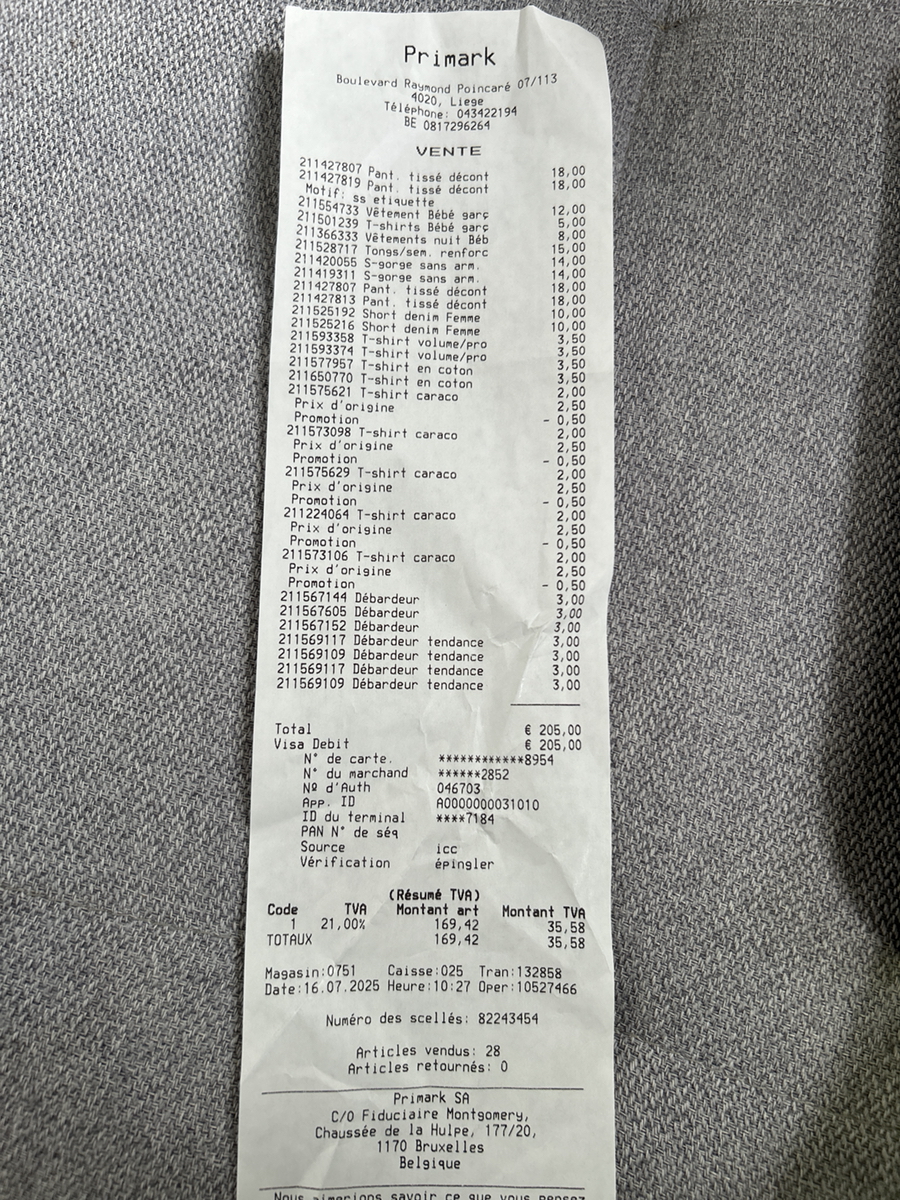 Primark
Boulevard Raymond Poincaré 07/113
4020, Liege
Téléphone: 043422194
BE 0817296264
VENTE
211427807 Pant. tissé décont 18,00
211427819 Pant. tissé décont 18,00
Motif: ss etiquette
211554733 Vêtement Bébé garç 12,00
211501239 T-shirts Bébé garç 5,00
211366333 Vêtements nuit Béb 8,00
211528717 Tongs/sem. renforc 15,00
211420055 S-gorge sans arm. 14,00
211419311 S-gorge sans arm. 14,00
211427807 Pant. tissé décont 18,00
211427813 Pant. tissé décont 18,00
211525192 Short denim Femme 10,00
211525216 Short denim Femme 10,00
211593358 T-shirt volume/pro 3,50
211593374 T-shirt volume/pro 3,50
211577957 T-shirt en coton 3,50
211650770 T-shirt en coton 3,50
211575621 T-shirt caraco 2,00
Prix d'origine 2,50
Promotion - 0,50
211573098 T-shirt caraco 2,00
Prix d'origine 2,50
Promotion - 0,50
211575629 T-shirt caraco 2,00
Prix d'origine 2,50
Promotion - 0,50
211224064 T-shirt caraco 2,00
Prix d'origine 2,50
Promotion - 0,50
211573106 T-shirt caraco 2,00
Prix d'origine 2,50
Promotion - 0,50
211567144 Débardeur 3,00
211567605 Débardeur 3,00
211567152 Débardeur 3,00
211569117 Débardeur tendance 3,00
211569109 Débardeur tendance 3,00
211569117 Débardeur tendance 3,00
211569109 Débardeur tendance 3,00
Total € 205,00
Visa Debit € 205,00
N° de carte. ************8954
N° du marchand ******2852
Nº d'Auth 046703
App. ID A0000000031010
ID du terminal ****7184
PAN N° de séq
Source icc
Vérification épingler
(Résumé TVA)
Code TVA Montant art Montant TVA
1 21,00% 169,42 35,58
TOTAUX 169,42 35,58
Magasin:0751 Caisse:025 Tran:132858
Date:16.07.2025 Heure:10:27 Oper:10527466
Numéro des scellés: 82243454
Articles vendus: 28
Articles retournés: 0
Primark SA
C/O Fiduciaire Montgomery,
Chaussée de la Hulpe, 177/20,
1170 Bruxelles
Belgique
Nous aimerions savoir ce que vous pensez